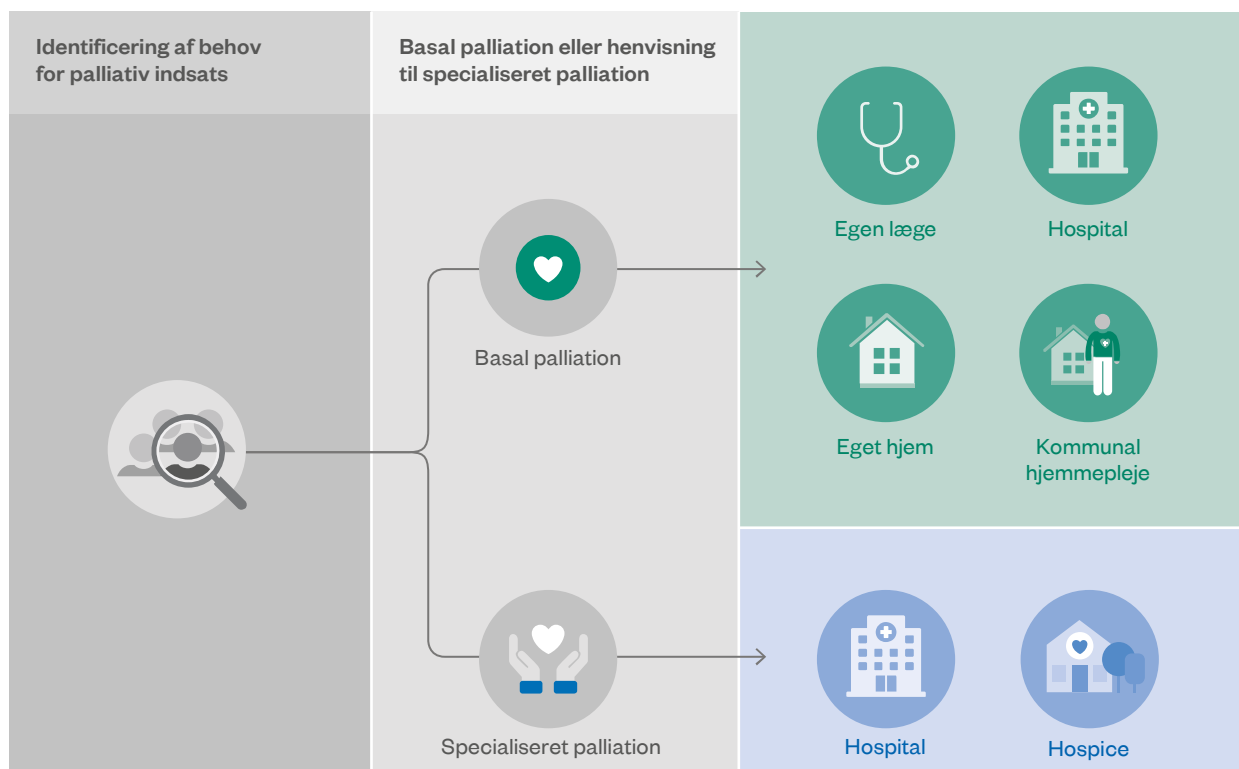 Identificering af behov
for palliativ indsats
Basal palliation eller henvisning
til specialiseret palliation
Basal palliation
Specialiseret palliation
Egen læge
Hospital
Eget hjem
Kommunal
hjemmepleje
Hospital
Hospice